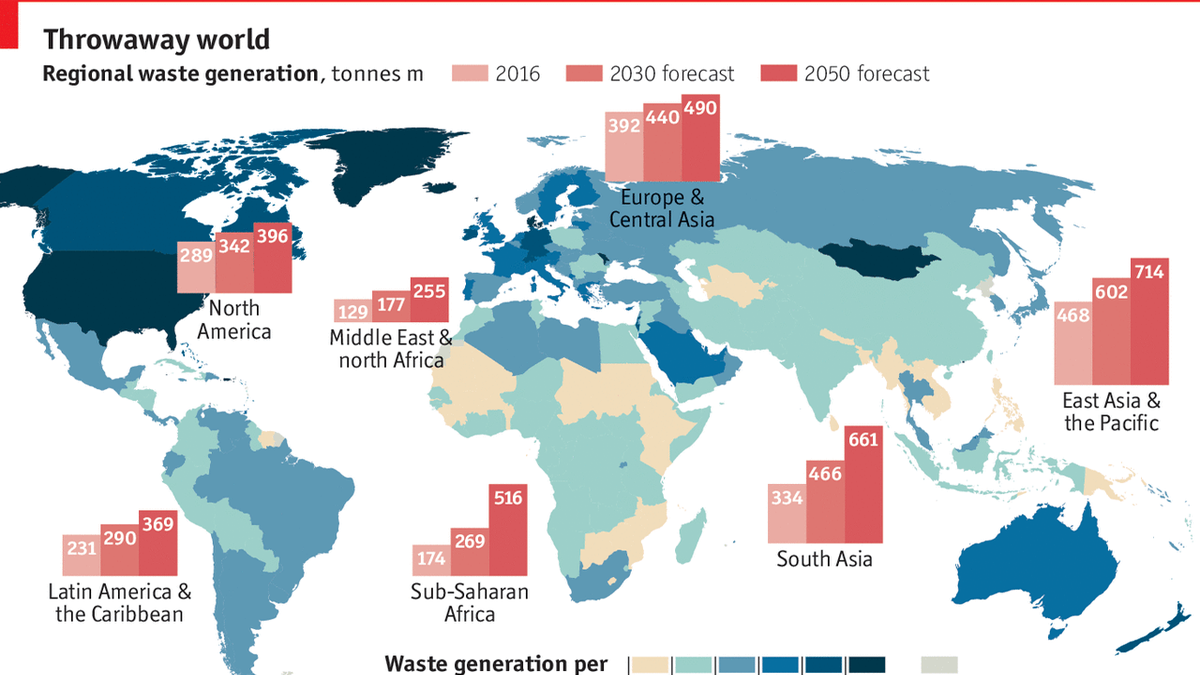 Throwaway world
Regional waste generation, tonnes m
2016
2030 forecast
2050 forecast
392 440 490
Europe &
Central Asia
289 342 396
North
America
129 177 255
Middle East &
north Africa
468 602 714
East Asia &
the Pacific
334 466 661
South Asia
174 269 516
Sub-Saharan
Africa
231 290 369
Latin America &
the Caribbean
Waste generation per